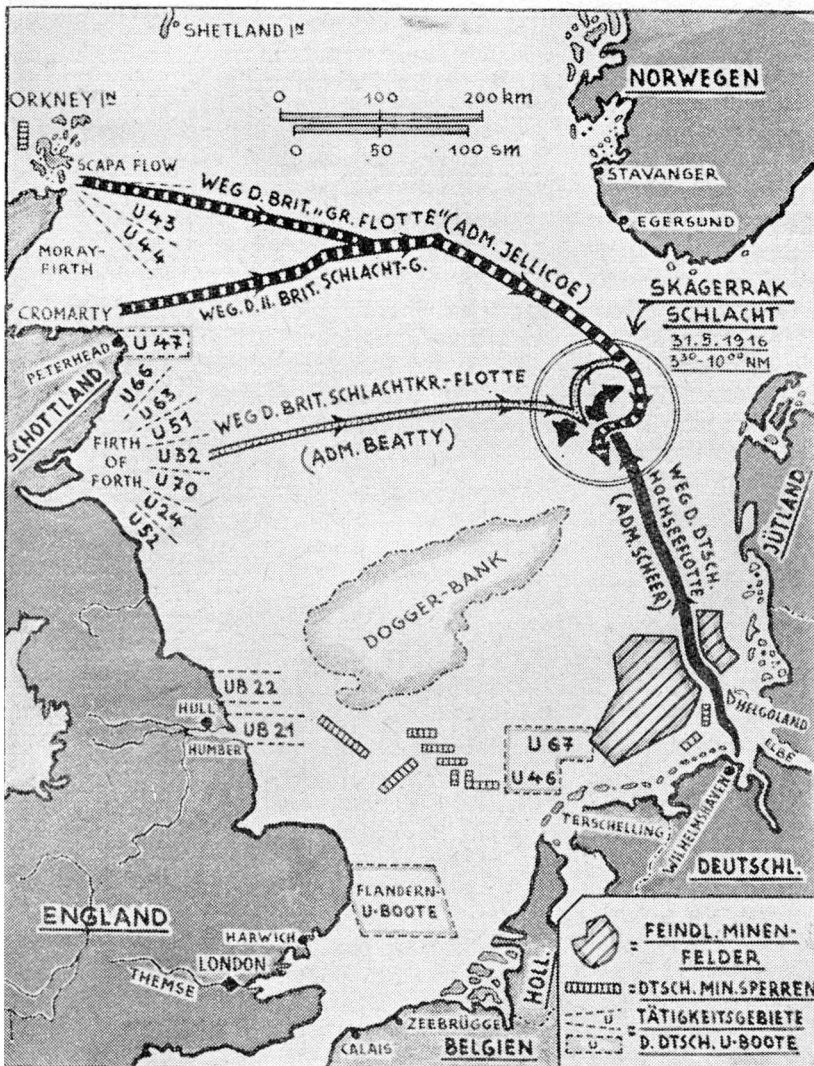 SHETLAND IN
NORWEGEN
ORKNEY IN
0 100 200 km
0 50 100 sm
SCAPA FLOW
STAVANGER
WEG D. BRIT. „GR. FLOTTE" (ADM. JELLICOE)
U 43
U 44
EGERSUND
MORAY-
FIRTH
WEG. D. II. BRIT. SCHLACHT-G.
SKAGERRAK
SCHLACHT
31.5.1916
3³⁰-10⁰⁰ NM
CROMARTY
U 47
PETERHEAD
SCHOTTLAND
U 66
U 63
U 51
U 32
U 70
U 24
U 52
FIRTH
OF
FORTH
WEG D. BRIT. SCHLACHTKR.-FLOTTE
(ADM. BEATTY)
WEG D. DTSCH.
HOCHSEEFLOTTE
(ADM. SCHEER)
JÜTLAND
DOGGER-BANK
UB 22
HULL
UB 21
HUMBER
HELGOLAND
U 67
U 46
ELBE
TERSCHELLING
WILHELMSHAVEN
DEUTSCHL.
FLANDERN-
U-BOOTE
ENGLAND
HARWICH
LONDON
THEMSE
HOLL.
ZEEBRÜGGE
CALAIS
BELGIEN
= FEINDL. MINEN-
FELDER
= DTSCH. MIN. SPERREN
U = TÄTIGKEITSGEBIETE
U D. DTSCH. U-BOOTE